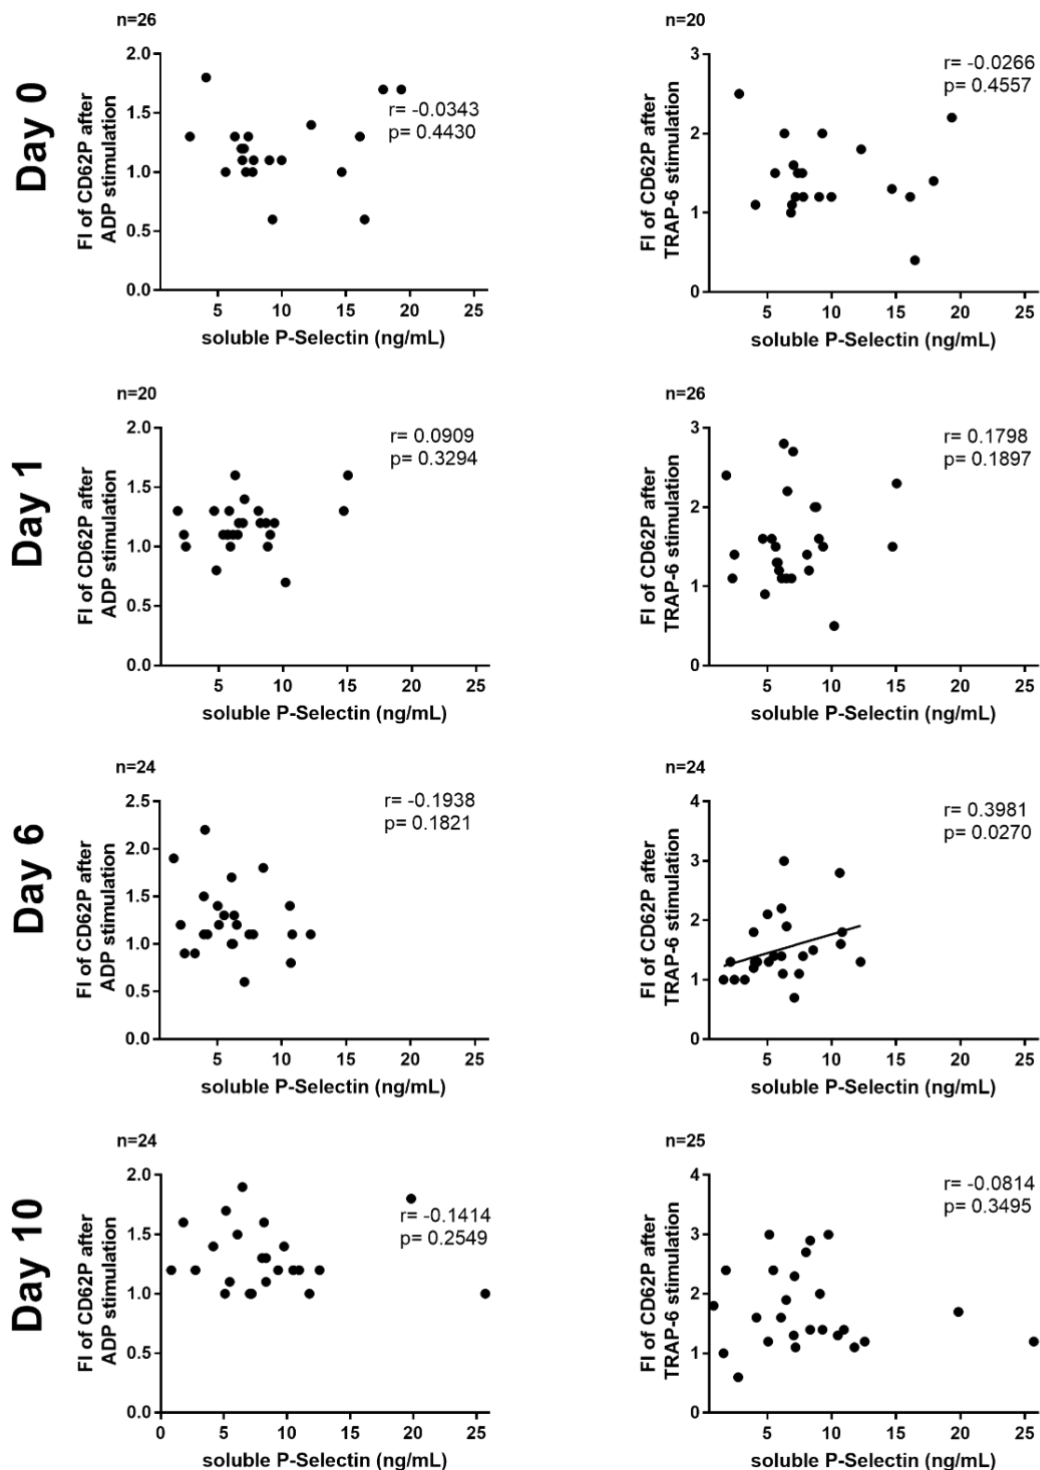 Day 0
n=26
2.0
1.5
1.0
0.5
0.0
FI of CD62P after
ADP stimulation
r= -0.0343
p= 0.4430
5 10 15 20 25
soluble P-Selectin (ng/mL)
n=20
3
2
1
0
FI of CD62P after
TRAP-6 stimulation
r= -0.0266
p= 0.4557
5 10 15 20 25
soluble P-Selectin (ng/mL)
Day 1
n=20
2.0
1.5
1.0
0.5
0.0
FI of CD62P after
ADP stimulation
r= 0.0909
p= 0.3294
5 10 15 20 25
soluble P-Selectin (ng/mL)
n=26
3
2
1
0
FI of CD62P after
TRAP-6 stimulation
r= 0.1798
p= 0.1897
5 10 15 20 25
soluble P-Selectin (ng/mL)
Day 6
n=24
2.5
2.0
1.5
1.0
0.5
0.0
FI of CD62P after
ADP stimulation
r= -0.1938
p= 0.1821
5 10 15 20 25
soluble P-Selectin (ng/mL)
n=24
4
3
2
1
0
FI of CD62P after
TRAP-6 stimulation
r= 0.3981
p= 0.0270
5 10 15 20 25
soluble P-Selectin (ng/mL)
Day 10
n=24
2.0
1.5
1.0
0.5
0.0
FI of CD62P after
ADP stimulation
r= -0.1414
p= 0.2549
0 5 10 15 20 25
soluble P-Selectin (ng/mL)
n=25
4
3
2
1
0
FI of CD62P after
TRAP-6 stimulation
r= -0.0814
p= 0.3495
5 10 15 20 25
soluble P-Selectin (ng/mL)